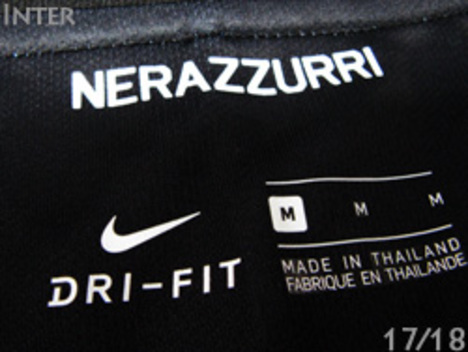 INTER
NERAZZURRI
M M M
DRI-FIT
MADE IN THAILAND
FABRIQUE EN THAILANDE
17/18